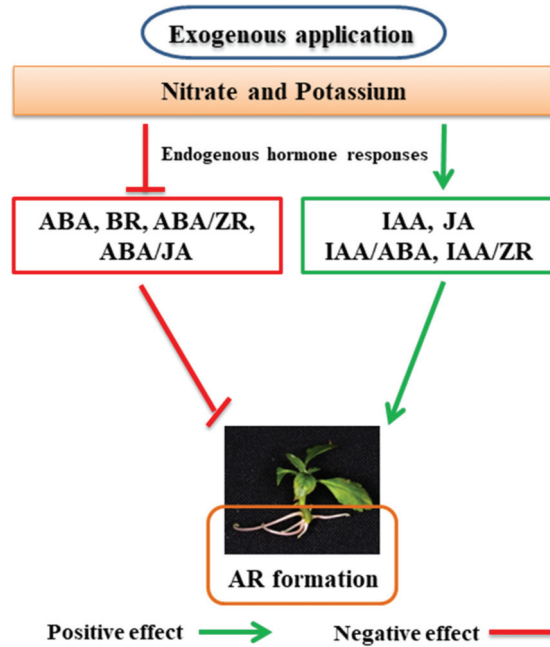 Exogenous application
Nitrate and Potassium
Endogenous hormone responses
ABA, BR, ABA/ZR,
ABA/JA
IAA, JA
IAA/ABA, IAA/ZR
AR formation
Positive effect
Negative effect